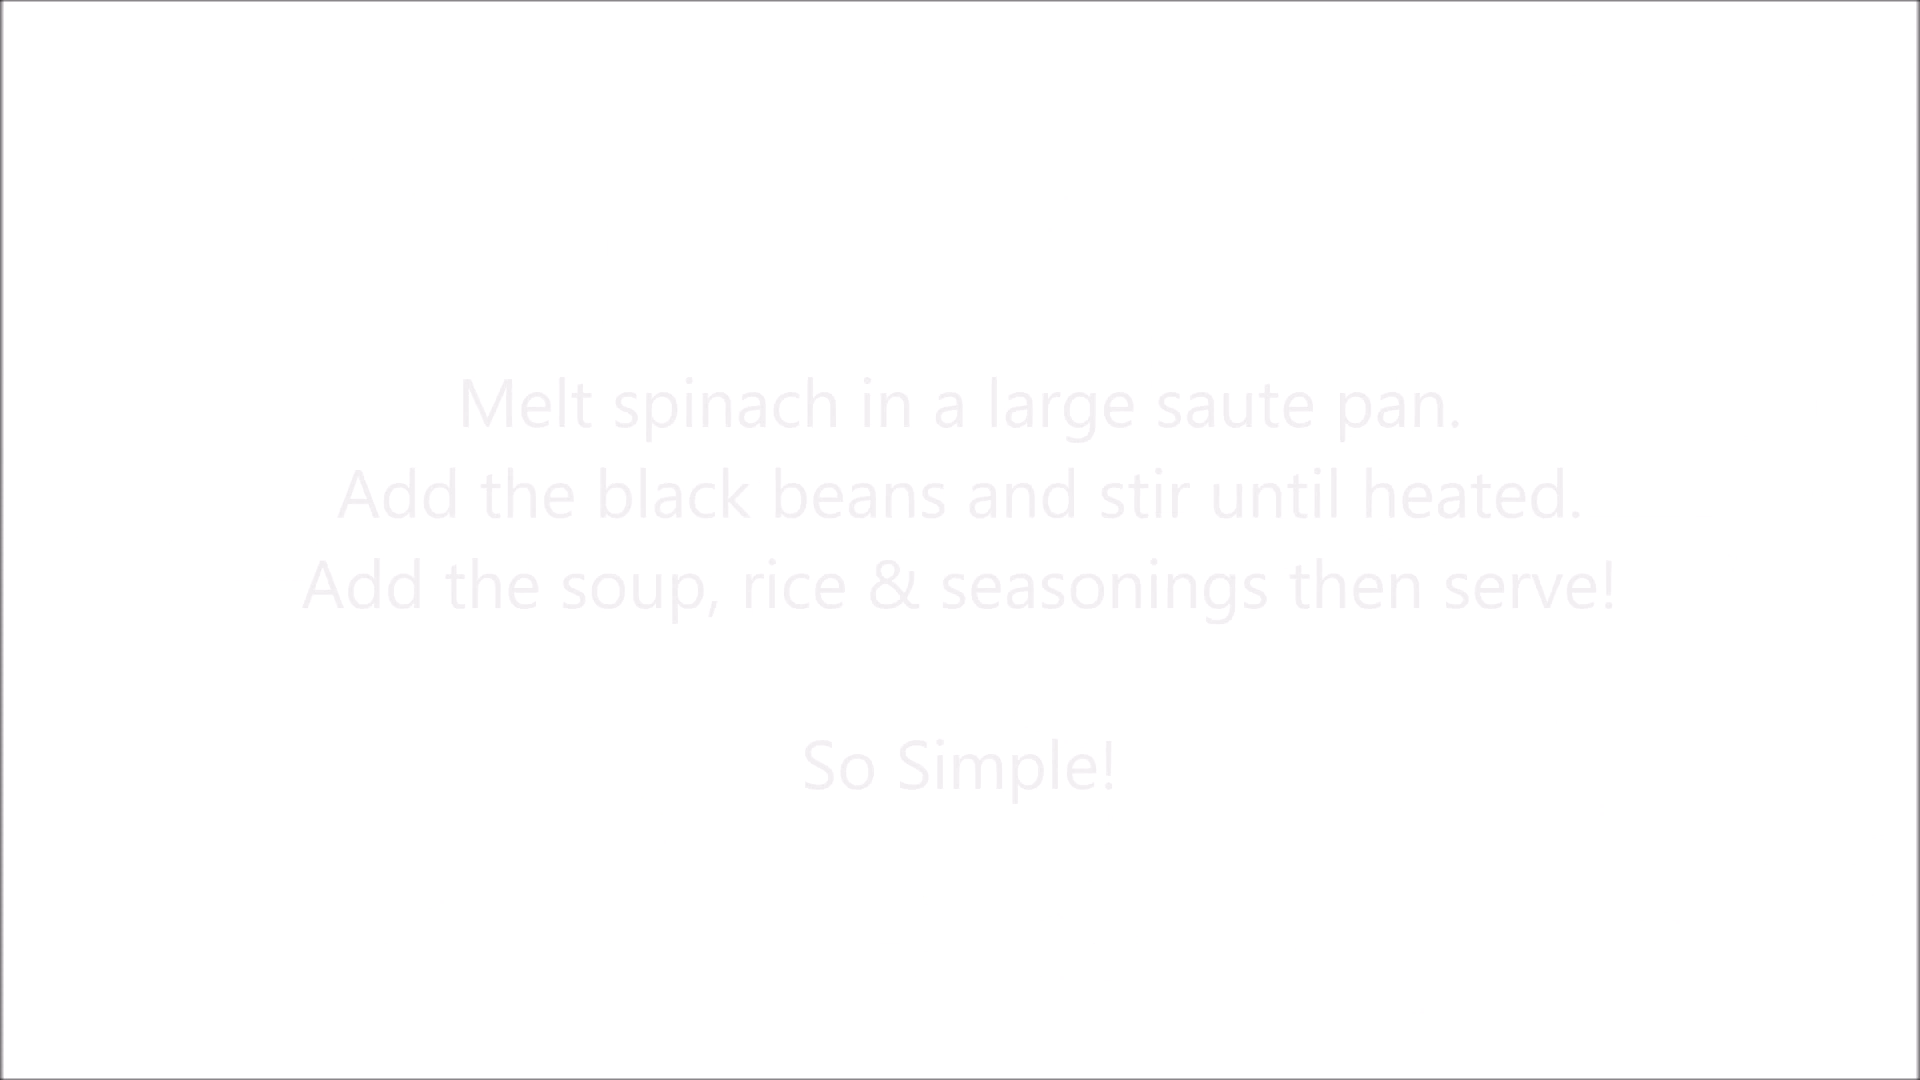 Melt spinach in a large saute pan.
Add the black beans and stir until heated.
Add the soup, rice & seasonings then serve!
So Simple!